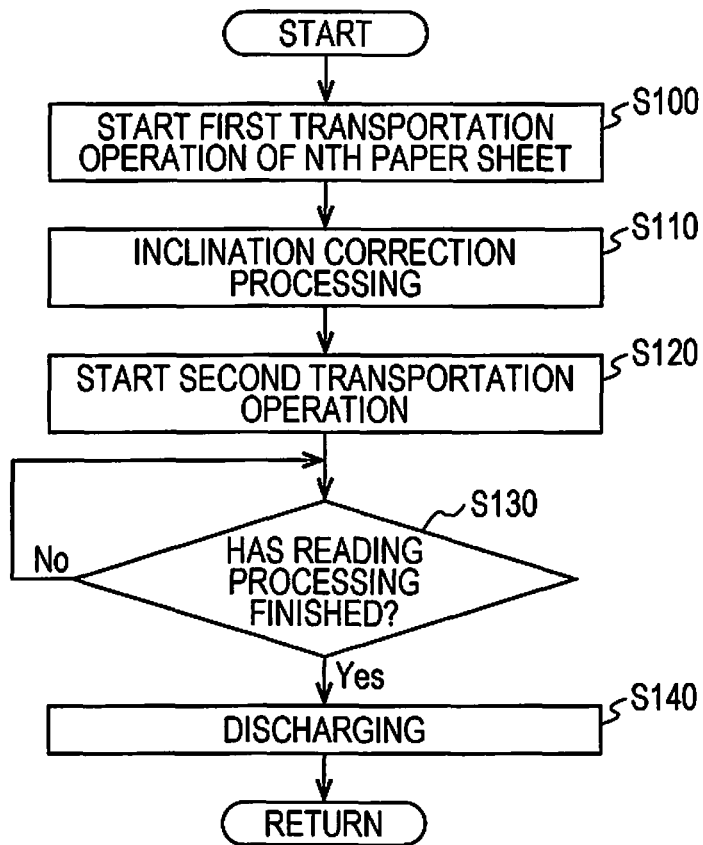 START
S100
START FIRST TRANSPORTATION
OPERATION OF NTH PAPER SHEET
S110
INCLINATION CORRECTION
PROCESSING
S120
START SECOND TRANSPORTATION
OPERATION
S130
No
HAS READING
PROCESSING
FINISHED?
Yes
S140
DISCHARGING
RETURN